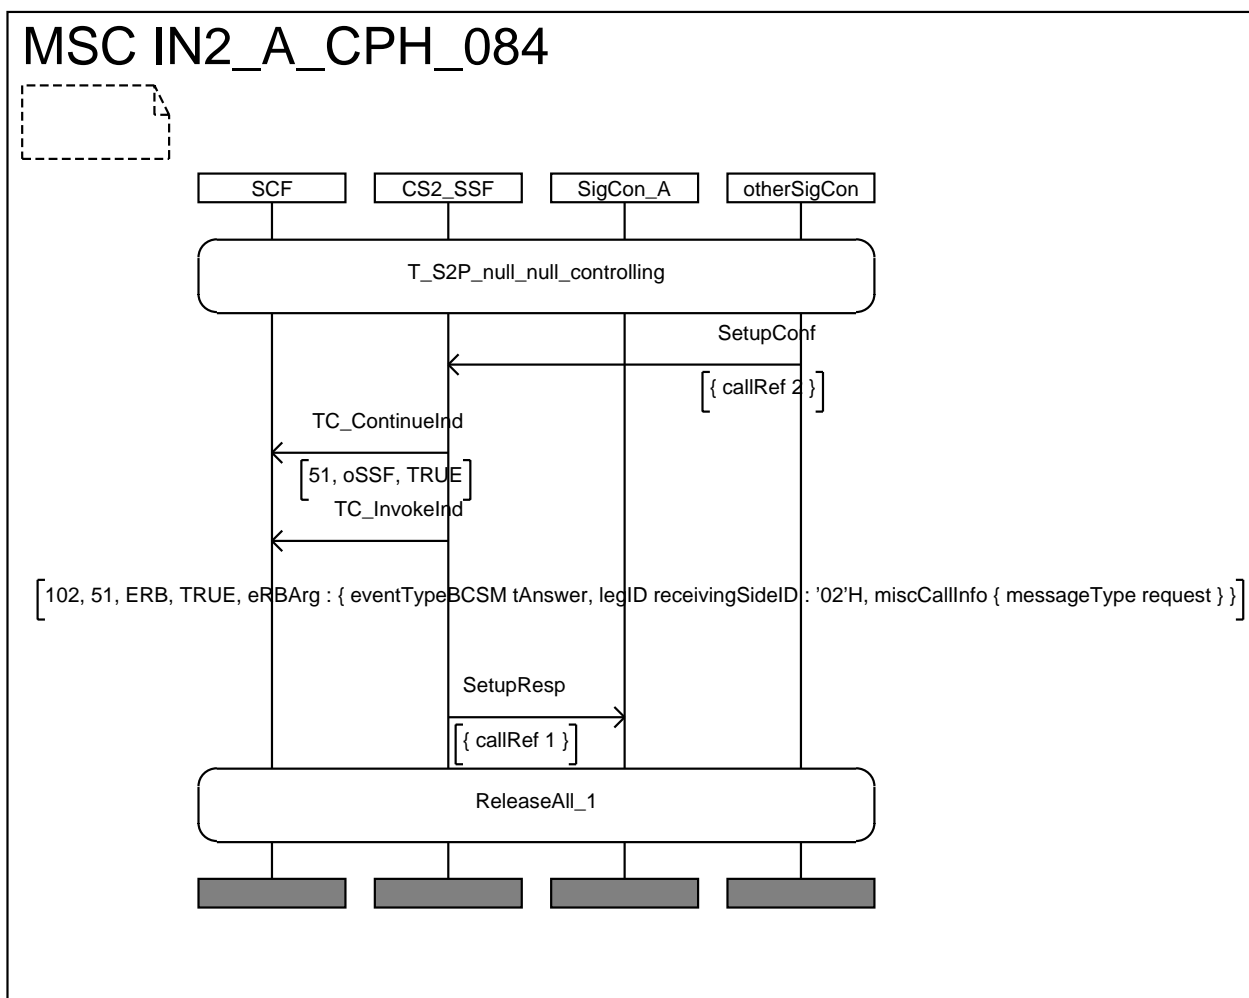 MSC IN2_A_CPH_084
SCF CS2_SSF SigCon_A otherSigCon
T_S2P_null_null_controlling
SetupConf
{ callRef 2 }
TC_ContinueInd
51, oSSF, TRUE
TC_InvokeInd
102, 51, ERB, TRUE, eRBArg : { eventTypeBCSM tAnswer, legID receivingSideID : '02'H, miscCallInfo { messageType request } }
SetupResp
{ callRef 1 }
ReleaseAll_1